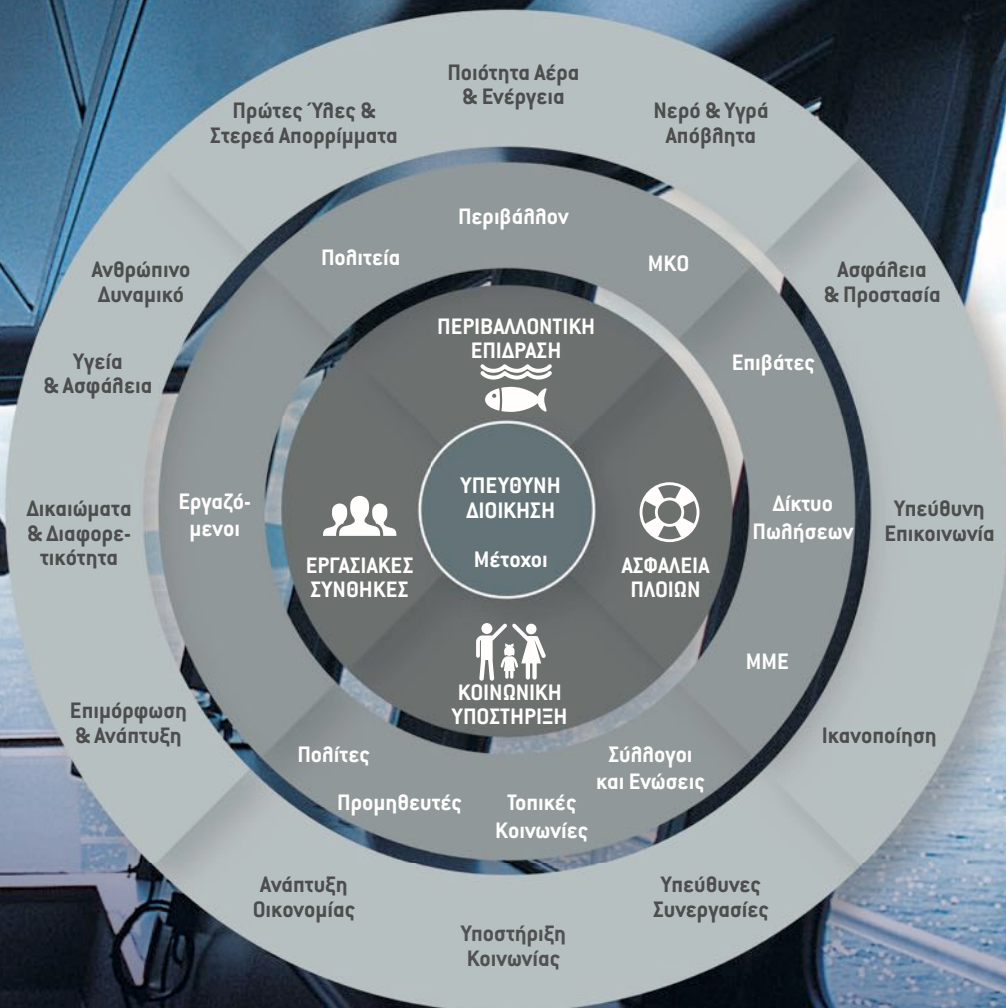 Ποιότητα Αέρα
& Ενέργεια
Πρώτες Ύλες &
Στερεά Απορρίμματα
Νερό & Υγρά
Απόβλητα
Ανθρώπινο
Δυναμικό
Υγεία
& Ασφάλεια
Δικαιώματα
& Διαφορε-
τικότητα
Επιμόρφωση
& Ανάπτυξη
Ασφάλεια
& Προστασία
Υπεύθυνη
Επικοινωνία
Ικανοποίηση
Ανάπτυξη
Οικονομίας
Υποστήριξη
Κοινωνίας
Υπεύθυνες
Συνεργασίες
Πολιτεία
Περιβάλλον
ΜΚΟ
Εργαζό-
μενοι
Επιβάτες
Δίκτυο
Πωλήσεων
ΜΜΕ
Πολίτες
Προμηθευτές
Τοπικές
Κοινωνίες
Σύλλογοι
και Ενώσεις
ΠΕΡΙΒΑΛΛΟΝΤΙΚΗ
ΕΠΙΔΡΑΣΗ
ΕΡΓΑΣΙΑΚΕΣ
ΣΥΝΘΗΚΕΣ
ΥΠΕΥΘΥΝΗ
ΔΙΟΙΚΗΣΗ
Μέτοχοι
ΑΣΦΑΛΕΙΑ
ΠΛΟΙΩΝ
ΚΟΙΝΩΝΙΚΗ
ΥΠΟΣΤΗΡΙΞΗ